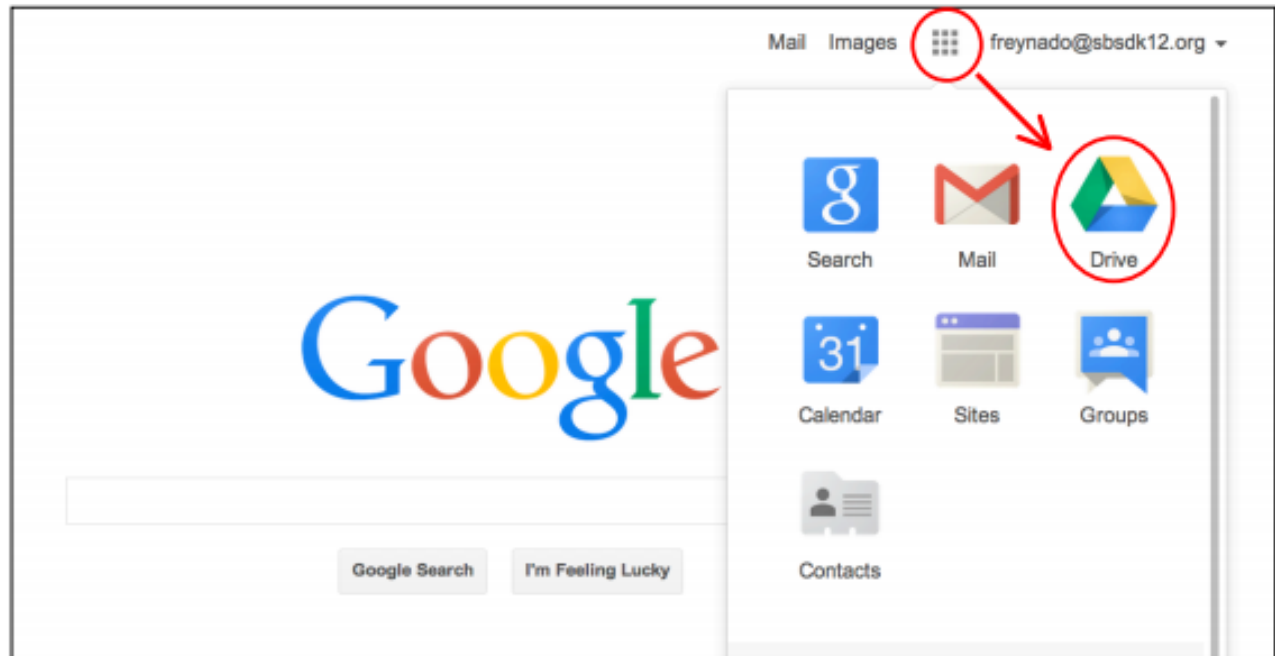 Mail Images freynado@sbsdk12.org
g
Search Mail Drive
Google
31
Calendar Sites Groups
Google Search I'm Feeling Lucky
Contacts